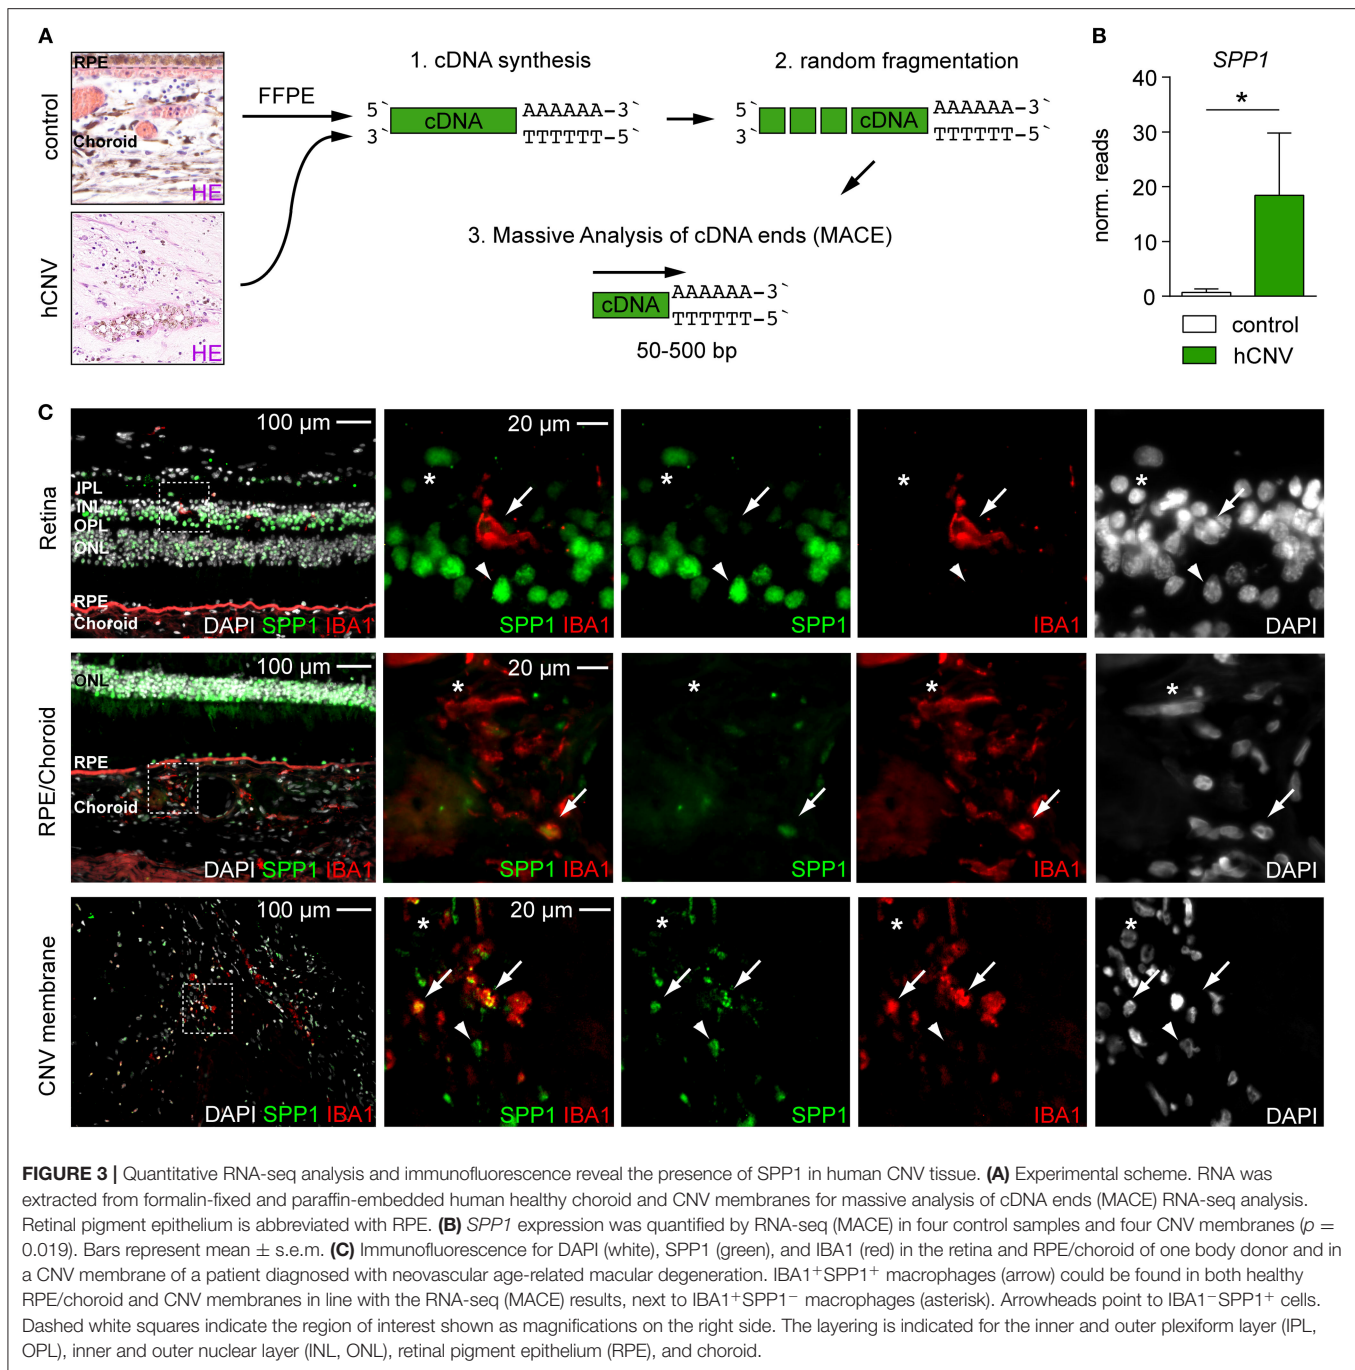 A
RPE
Choroid
HE
control
hCNV
HE
FFPE
1. cDNA synthesis
5`
3`
cDNA
AAAAAA-3`
TTTTTT-5`
2. random fragmentation
5`
3`
cDNA
AAAAAA-3`
TTTTTT-5`
3. Massive Analysis of cDNA ends (MACE)
cDNA
AAAAAA-3`
TTTTTT-5`
50-500 bp
B
SPP1
*
norm. reads
40
30
20
10
0
control
hCNV
C
Retina
100 µm
IPL
INL
OPL
ONL
RPE
Choroid
DAPI SPP1 IBA1
20 µm
*
SPP1 IBA1
*
SPP1
*
IBA1
*
DAPI
RPE/Choroid
100 µm
ONL
RPE
Choroid
DAPI SPP1 IBA1
20 µm
*
SPP1 IBA1
*
SPP1
*
IBA1
*
DAPI
CNV membrane
100 µm
DAPI SPP1 IBA1
20 µm
*
SPP1 IBA1
*
SPP1
*
IBA1
*
DAPI
FIGURE 3 | Quantitative RNA-seq analysis and immunofluorescence reveal the presence of SPP1 in human CNV tissue. (A) Experimental scheme. RNA was
extracted from formalin-fixed and paraffin-embedded human healthy choroid and CNV membranes for massive analysis of cDNA ends (MACE) RNA-seq analysis.
Retinal pigment epithelium is abbreviated with RPE. (B) SPP1 expression was quantified by RNA-seq (MACE) in four control samples and four CNV membranes (p =
0.019). Bars represent mean ± s.e.m. (C) Immunofluorescence for DAPI (white), SPP1 (green), and IBA1 (red) in the retina and RPE/choroid of one body donor and in
a CNV membrane of a patient diagnosed with neovascular age-related macular degeneration. IBA1⁺SPP1⁺ macrophages (arrow) could be found in both healthy
RPE/choroid and CNV membranes in line with the RNA-seq (MACE) results, next to IBA1⁺SPP1⁻ macrophages (asterisk). Arrowheads point to IBA1⁻SPP1⁺ cells.
Dashed white squares indicate the region of interest shown as magnifications on the right side. The layering is indicated for the inner and outer plexiform layer (IPL,
OPL), inner and outer nuclear layer (INL, ONL), retinal pigment epithelium (RPE), and choroid.